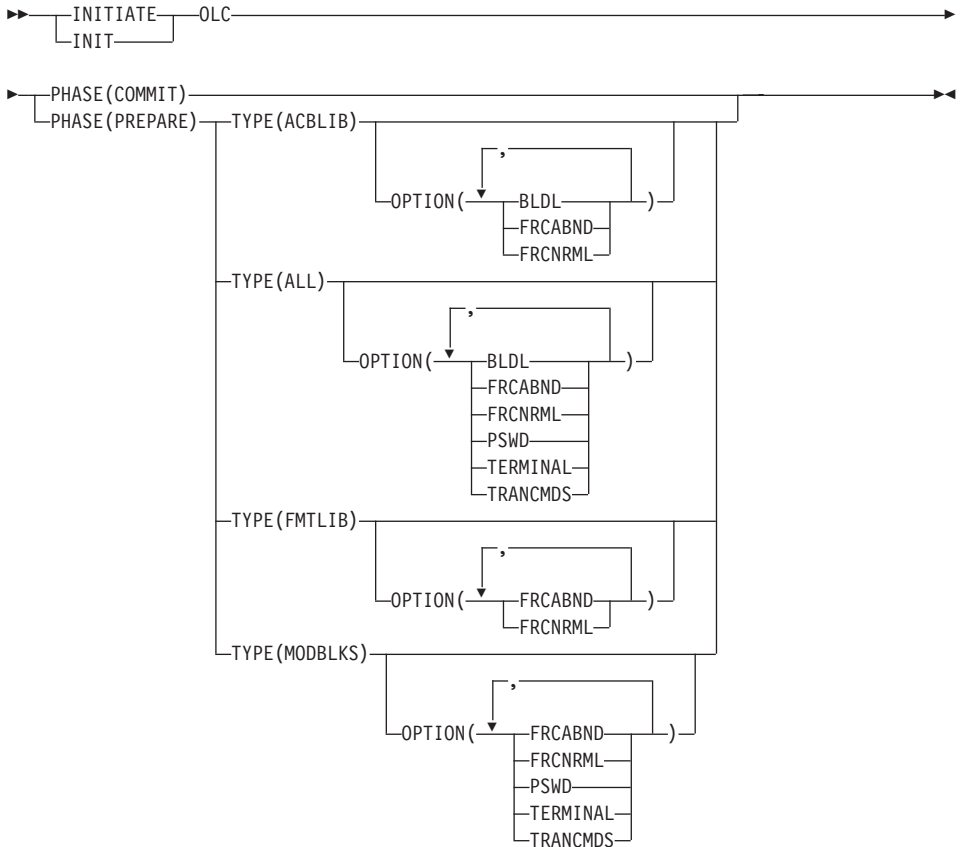 INITIATE OLC
INIT
PHASE(COMMIT)
PHASE(PREPARE) TYPE(ACBLIB)
,
OPTION( BLDL )
FRCABND
FRCNRML
TYPE(ALL)
,
OPTION( BLDL )
FRCABND
FRCNRML
PSWD
TERMINAL
TRANCMDS
TYPE(FMTLIB)
,
OPTION( FRCABND )
FRCNRML
TYPE(MODBLKS)
,
OPTION( FRCABND )
FRCNRML
PSWD
TERMINAL
TRANCMDS